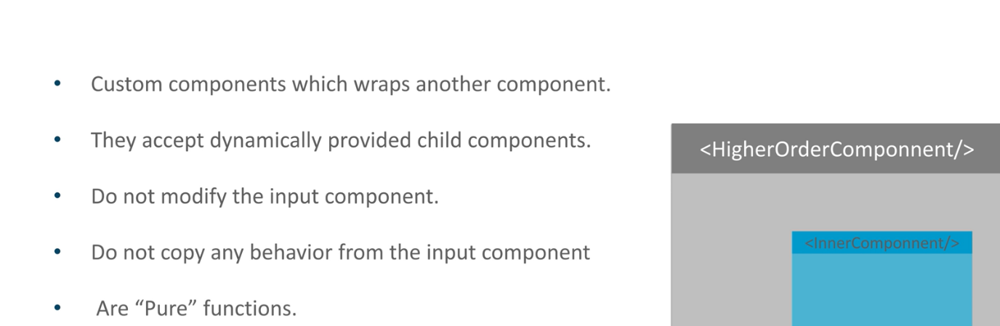 • Custom components which wraps another component.
• They accept dynamically provided child components.
<HigherOrderComponnent/>
• Do not modify the input component.
<InnerComponnent/>
• Do not copy any behavior from the input component
• Are “Pure” functions.